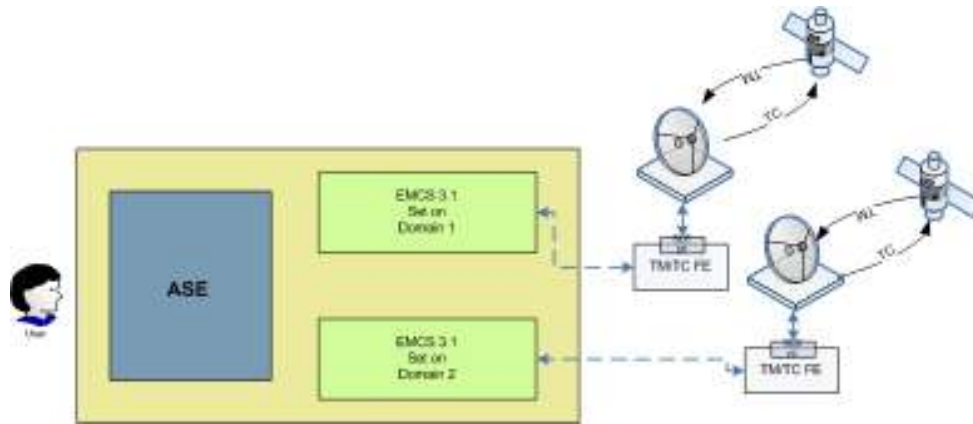 TM
TC
EMCS 3.1
Set on
Domain 1
TM
TC
TM/TC FE
ASE
User
EMCS 3.1
Set on
Domain 2
TM/TC FE